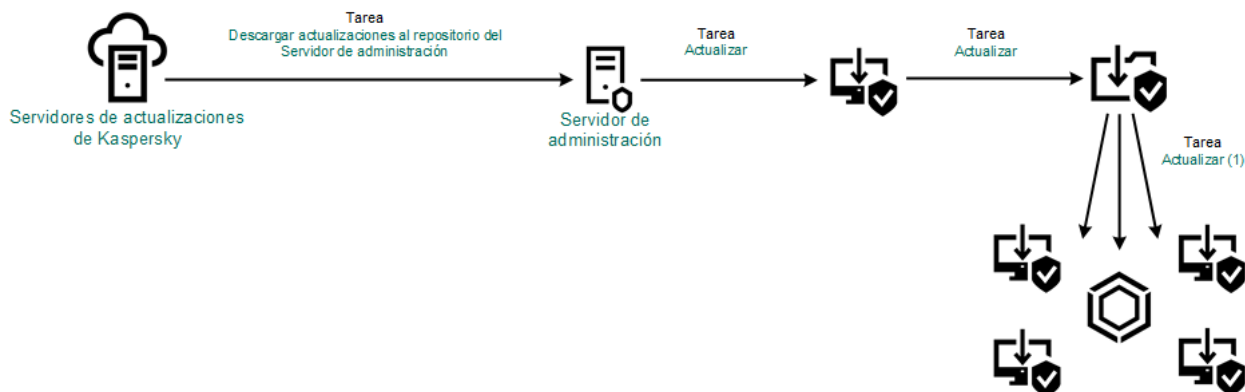 Tarea
Descargar actualizaciones al repositorio del
Servidor de administración
Tarea
Actualizar
Tarea
Actualizar
Servidores de actualizaciones
de Kaspersky
Servidor de
administración
Tarea
Actualizar (1)